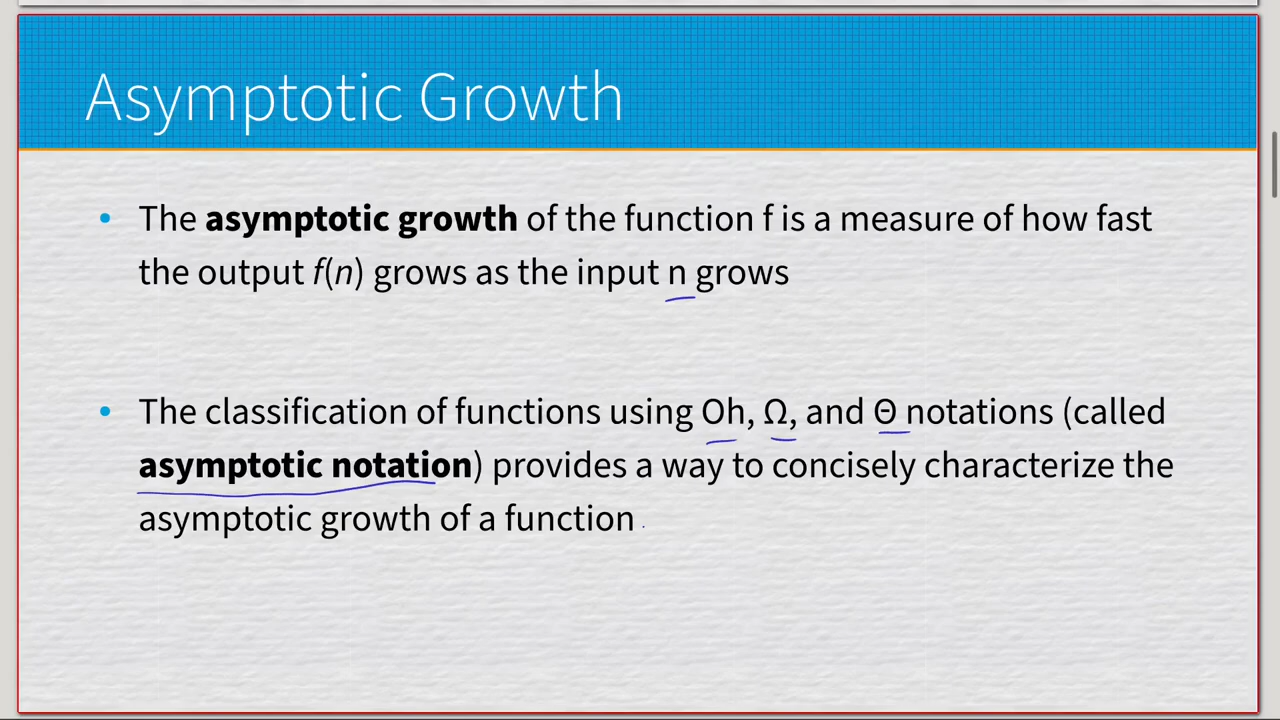 Asymptotic Growth
• The asymptotic growth of the function f is a measure of how fast
the output f(n) grows as the input n grows
• The classification of functions using Oh, Ω, and Θ notations (called
asymptotic notation) provides a way to concisely characterize the
asymptotic growth of a function